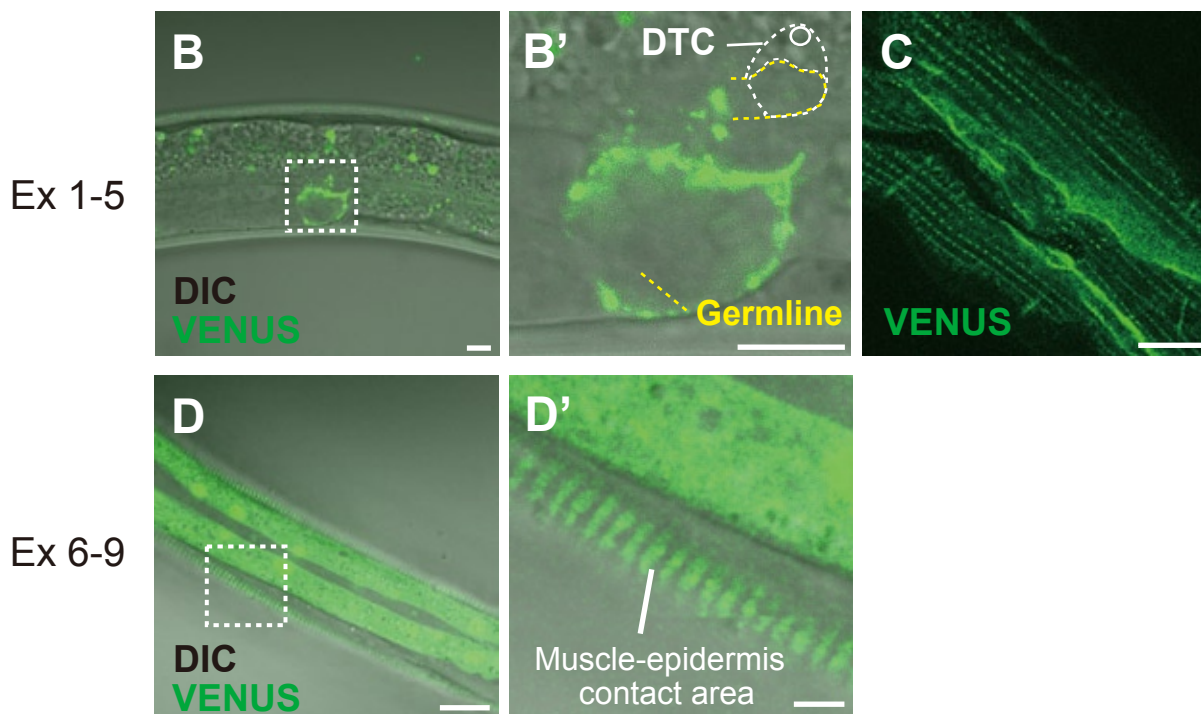 B
B’
DTC
C
Ex 1-5
DIC
VENUS
Germline
VENUS
D
D’
Ex 6-9
DIC
VENUS
Muscle-epidermis
contact area